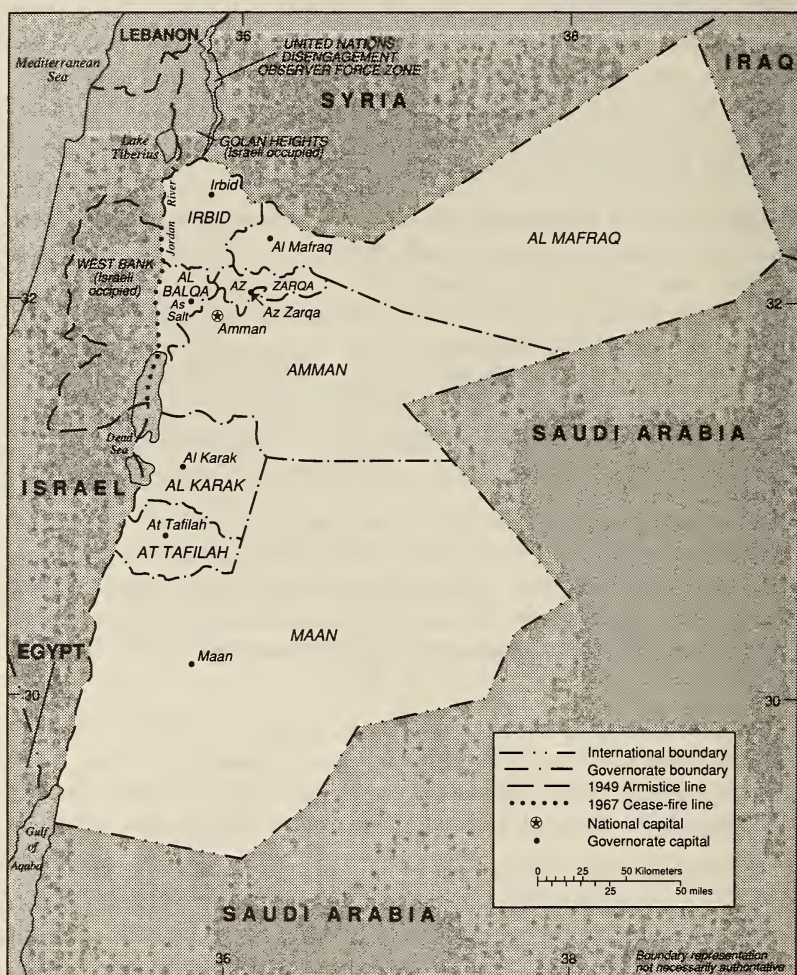 36
38
LEBANON
UNITED NATIONS
DISENGAGEMENT
OBSERVER FORCE ZONE
Mediterranean
Sea
IRAQ
SYRIA
Lake
Tiberius
GOLAN HEIGHTS
(Israeli occupied)
Irbid
River
IRBID
Jordan
Al Mafraq
AL MAFRAQ
WEST BANK
(Israeli
occipied)
AL
BALQA
AZ
ZARQA
32
As
Salt
Az Zarqa
32
Amman
AMMAN
SAUDI ARABIA
Dead
Sea
Al Karak
ISRAEL
AL KARAK
At Tafilah
AT TAFILAH
MAAN
EGYPT
Maan
30
30
International boundary
Governorate boundary
1949 Armistice line
1967 Cease-fire line
National capital
Governorate capital
0 25 50 Kilometers
25 50 miles
Gulf
of
Aqaba
SAUDI ARABIA
36
38
Boundary representation
not necessarily authoritative